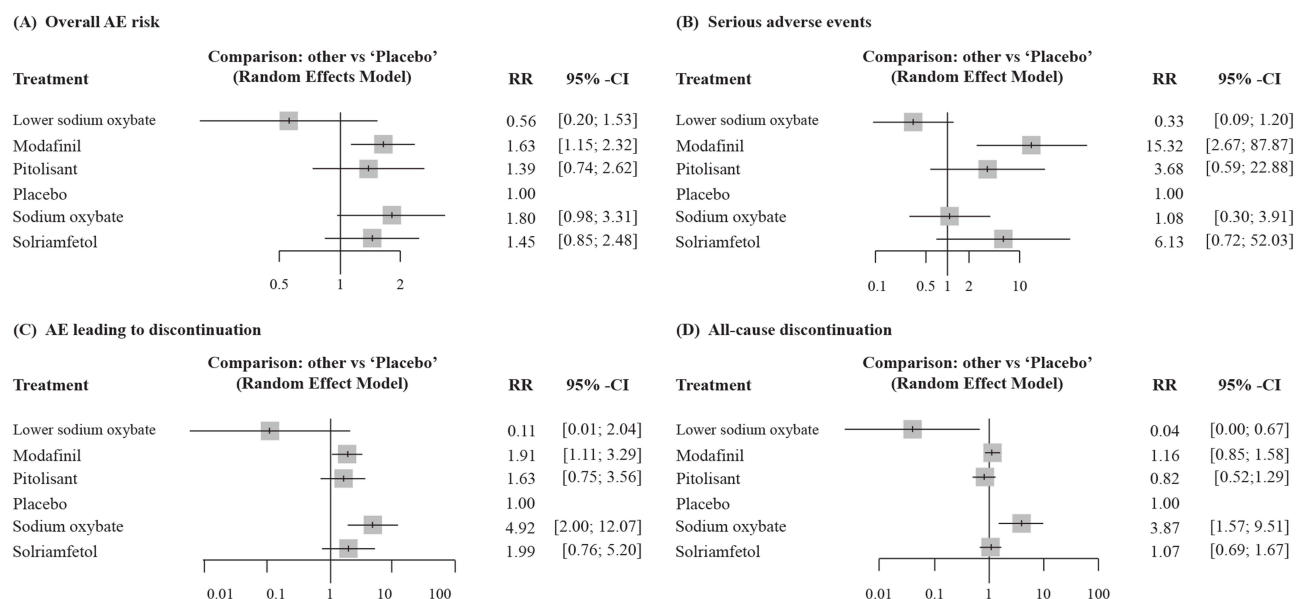 (A) Overall AE risk
Comparison: other vs ‘Placebo’
Treatment (Random Effects Model) RR 95% -CI
Lower sodium oxybate 0.56 [0.20; 1.53]
Modafinil 1.63 [1.15; 2.32]
Pitolisant 1.39 [0.74; 2.62]
Placebo 1.00
Sodium oxybate 1.80 [0.98; 3.31]
Solriamfetol 1.45 [0.85; 2.48]
0.5 1 2
(B) Serious adverse events
Comparison: other vs ‘Placebo’
Treatment (Random Effect Model) RR 95% -CI
Lower sodium oxybate 0.33 [0.09; 1.20]
Modafinil 15.32 [2.67; 87.87]
Pitolisant 3.68 [0.59; 22.88]
Placebo 1.00
Sodium oxybate 1.08 [0.30; 3.91]
Solriamfetol 6.13 [0.72; 52.03]
0.1 0.5 1 2 10
(C) AE leading to discontinuation
Comparison: other vs ‘Placebo’
Treatment (Random Effect Model) RR 95% -CI
Lower sodium oxybate 0.11 [0.01; 2.04]
Modafinil 1.91 [1.11; 3.29]
Pitolisant 1.63 [0.75; 3.56]
Placebo 1.00
Sodium oxybate 4.92 [2.00; 12.07]
Solriamfetol 1.99 [0.76; 5.20]
0.01 0.1 1 10 100
(D) All-cause discontinuation
Comparison: other vs ‘Placebo’
Treatment (Random Effect Model) RR 95% -CI
Lower sodium oxybate 0.04 [0.00; 0.67]
Modafinil 1.16 [0.85; 1.58]
Pitolisant 0.82 [0.52;1.29]
Placebo 1.00
Sodium oxybate 3.87 [1.57; 9.51]
Solriamfetol 1.07 [0.69; 1.67]
0.01 0.1 1 10 100